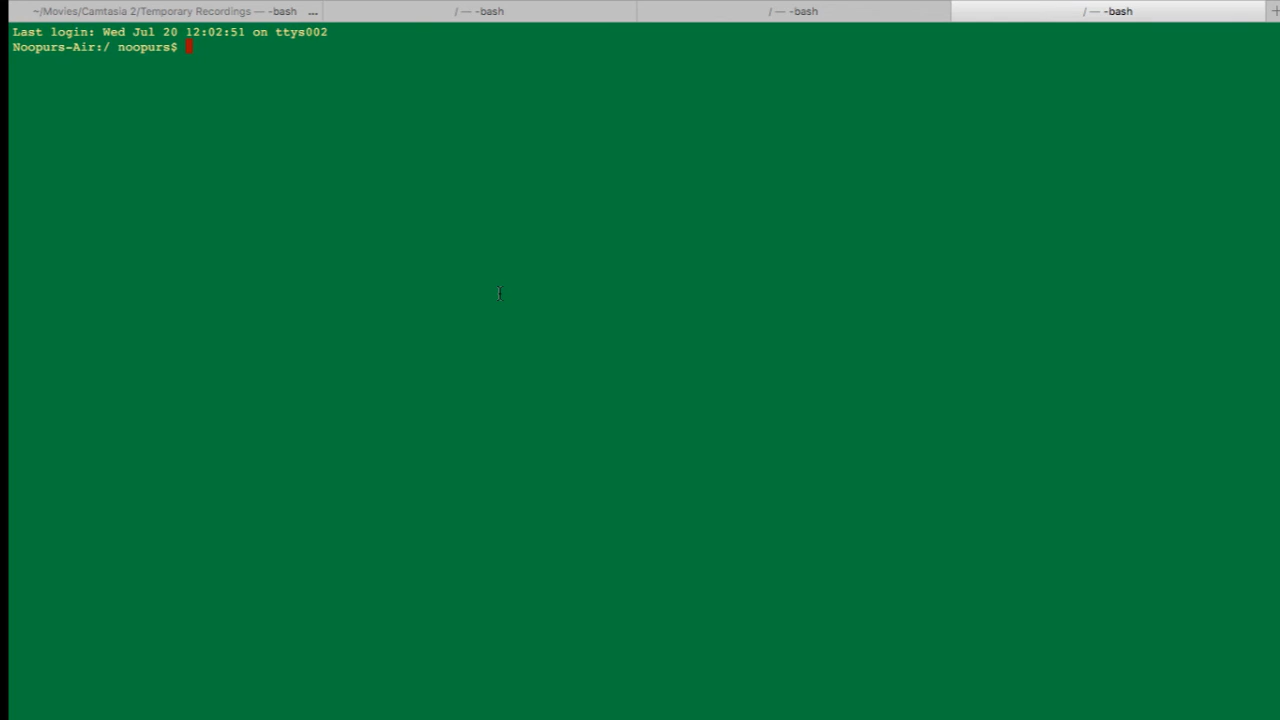 ~/Movies/Camtasia 2/Temporary Recordings — -bash ...
/ — -bash
/ — -bash
/ — -bash
+
Last login: Wed Jul 20 12:02:51 on ttys002
Noopurs-Air:/ noopurs$